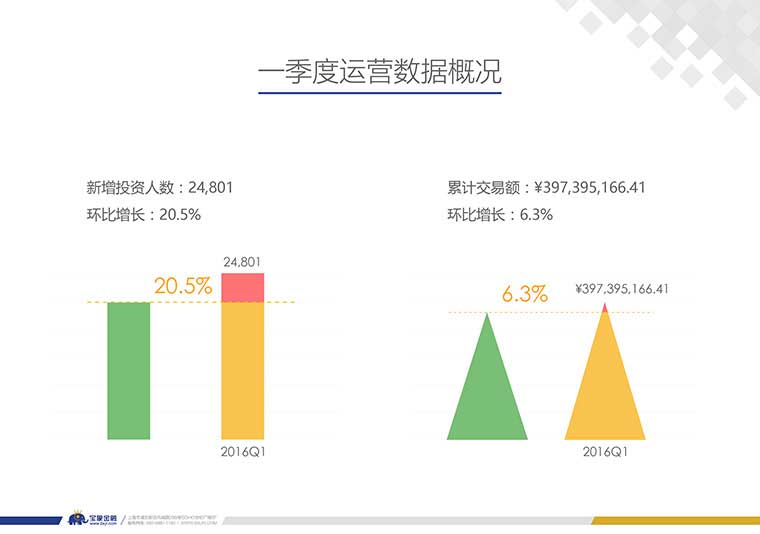 一季度运营数据概况
新增投资人数：24,801
环比增长：20.5%
累计交易额：¥397,395,166.41
环比增长：6.3%
24,801
20.5%
2016Q1
6.3%
¥397,395,166.41
2016Q1
宝象金融